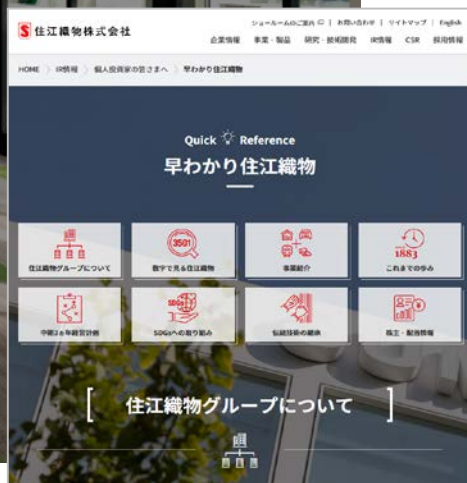 ショールームのご案内 | お問い合わせ | サイトマップ | English
住江織物株式会社
企業情報 事業・製品 研究・技術開発 IR情報 CSR 採用情報
HOME > IR情報 > 個人投資家の皆さまへ > 早わかり住江織物
Quick Reference
早わかり住江織物
3501
1883
住江織物グループについて
数字で見る住江織物
事業紹介
これまでの歩み
SDGs
中期3ヵ年経営計画
SDGsへの取り組み
伝統技術の継承
株主・配当情報
[ 住江織物グループについて ]